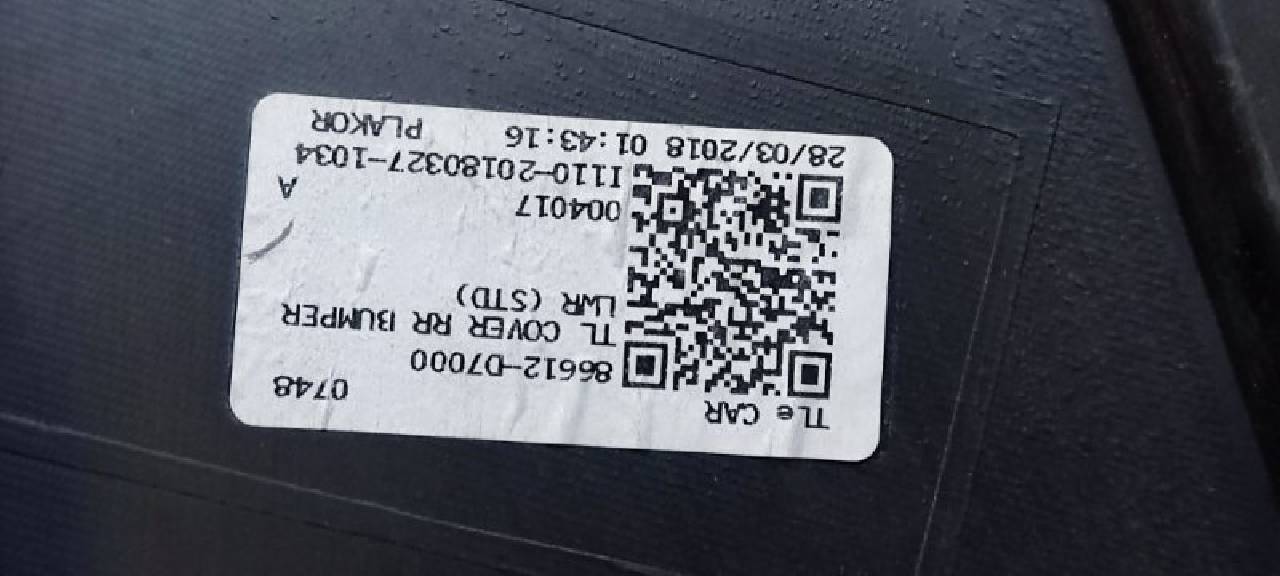 TLe CAR 0748
86612-D7000
TL COVER RR BUMPER
LWR (STD)
004017 A
I110-20180327-1034
28/03/2018 01:43:16 PLAKOR